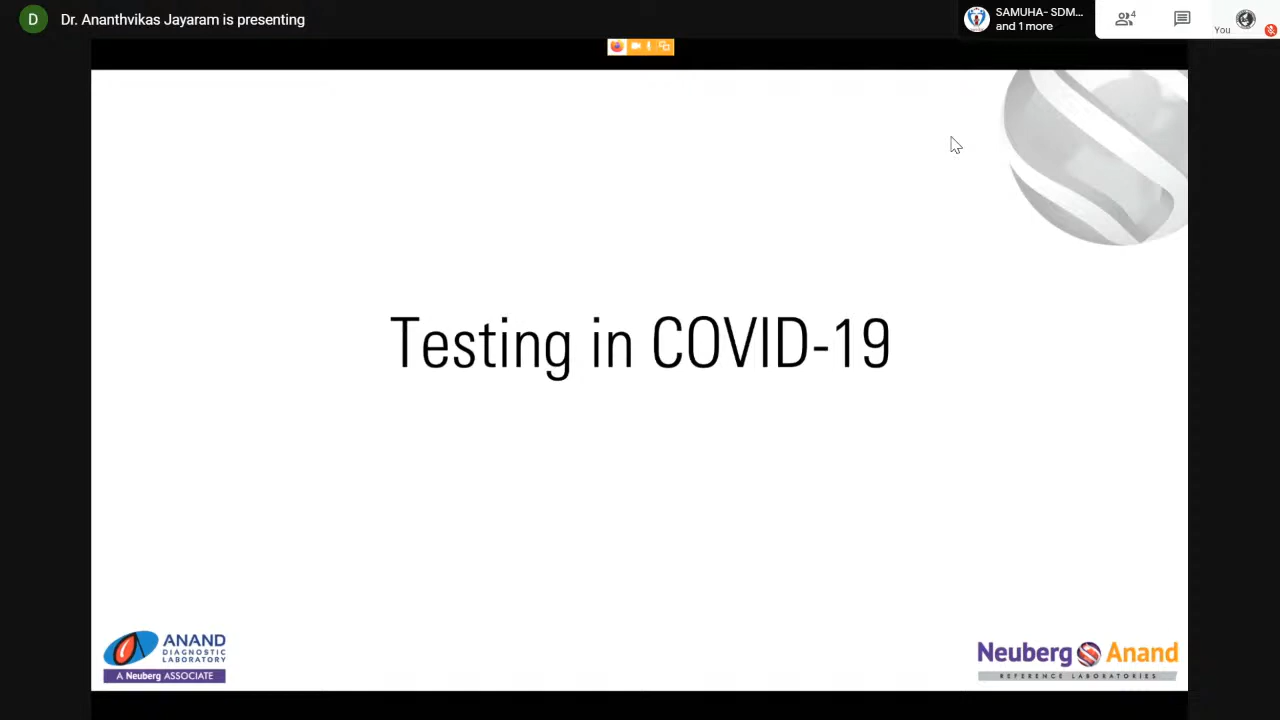 D
Dr. Ananthvikas Jayaram is presenting
SAMUHA- SDM...
and 1 more
4
You
Testing in COVID-19
ANAND
DIAGNOSTIC
LABORATORY
A Neuberg ASSOCIATE
Neuberg Anand
REFERENCE LABORATORIES